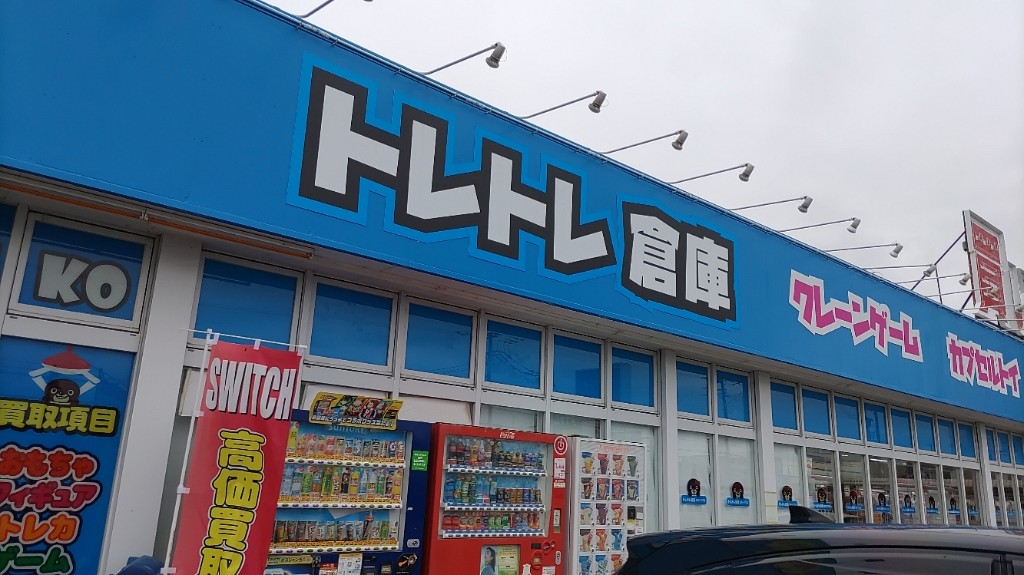 トレトレ倉庫
クレーンゲーム
カプセルトイ
KO
買取項目
おもちゃ
フィギュア
トレカ
ゲーム
SWITCH
高価買取
SUNTORY